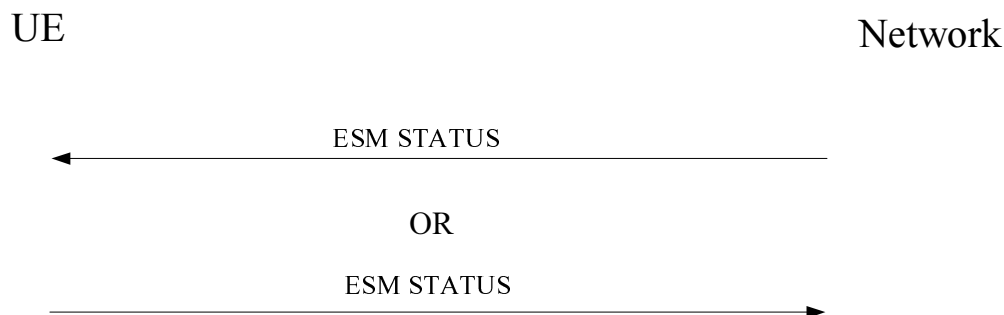 UE
Network
ESM STATUS
OR
ESM STATUS